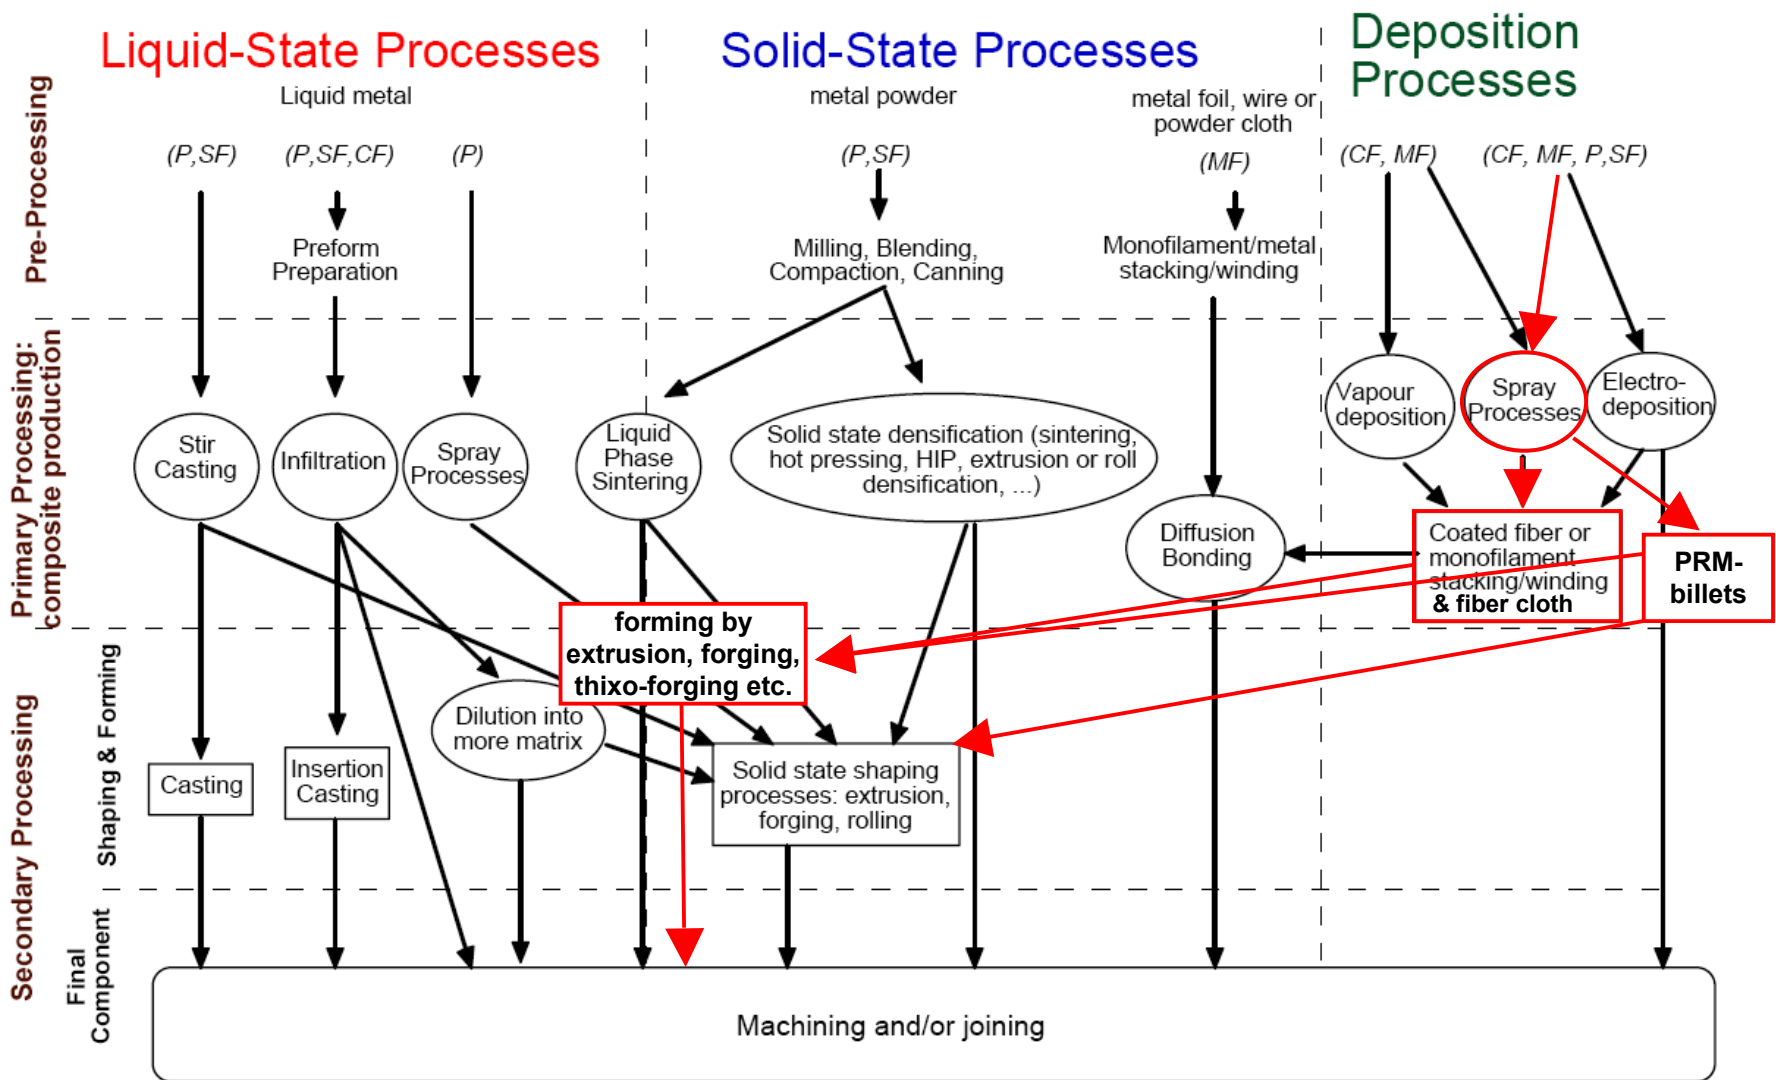 Liquid-State Processes
Solid-State Processes
Deposition
Processes
Liquid metal
metal powder
metal foil, wire or
powder cloth
(P,SF)
(P,SF,CF)
(P)
(P,SF)
(MF)
(CF, MF)
(CF, MF, P,SF)
Pre-Processing
Preform
Preparation
Milling, Blending,
Compaction, Canning
Monofilament/metal
stacking/winding
Primary Processing:
composite production
Stir
Casting
Infiltration
Spray
Processes
Liquid
Phase
Sintering
Solid state densification (sintering,
hot pressing, HIP, extrusion or roll
densification, ...)
Diffusion
Bonding
Vapour
deposition
Spray
Processes
Electro-
deposition
Coated fiber or
monofilament
stacking/winding
& fiber cloth
PRM-
billets
forming by
extrusion, forging,
thixo-forging etc.
Secondary Processing
Shaping & Forming
Dilution into
more matrix
Casting
Insertion
Casting
Solid state shaping
processes: extrusion,
forging, rolling
Final
Component
Machining and/or joining